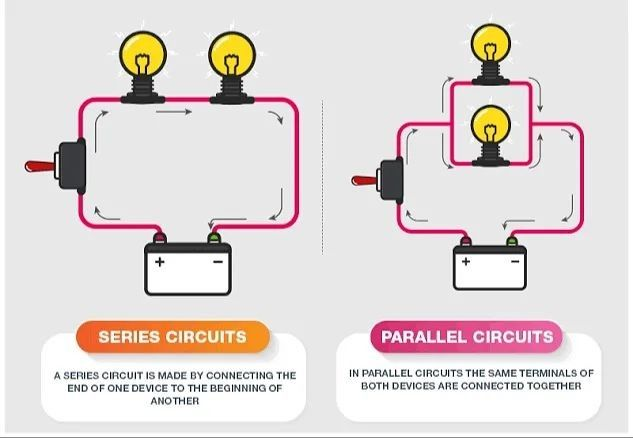 + −
+ −
SERIES CIRCUITS
A SERIES CIRCUIT IS MADE BY CONNECTING THE
END OF ONE DEVICE TO THE BEGINNING OF
ANOTHER
PARALLEL CIRCUITS
IN PARALLEL CIRCUITS THE SAME TERMINALS OF
BOTH DEVICES ARE CONNECTED TOGETHER